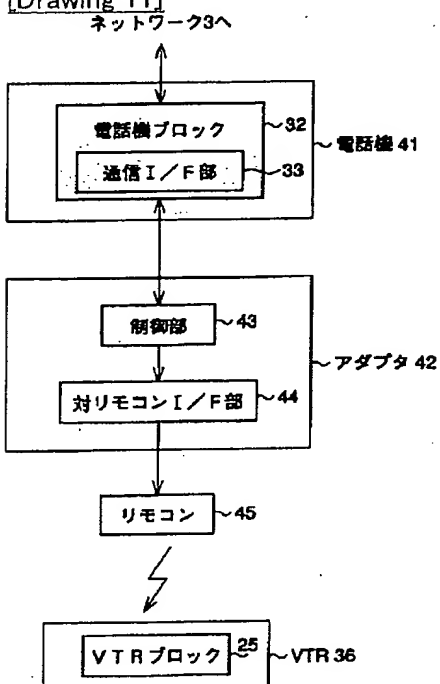 [Drawing 11]
ネットワーク3へ
電話機ブロック
32
通信I/F部
33
電話機 41
制御部
43
対リモコンI/F部
44
アダプタ 42
リモコン
45
VTRブロック
25
VTR 36